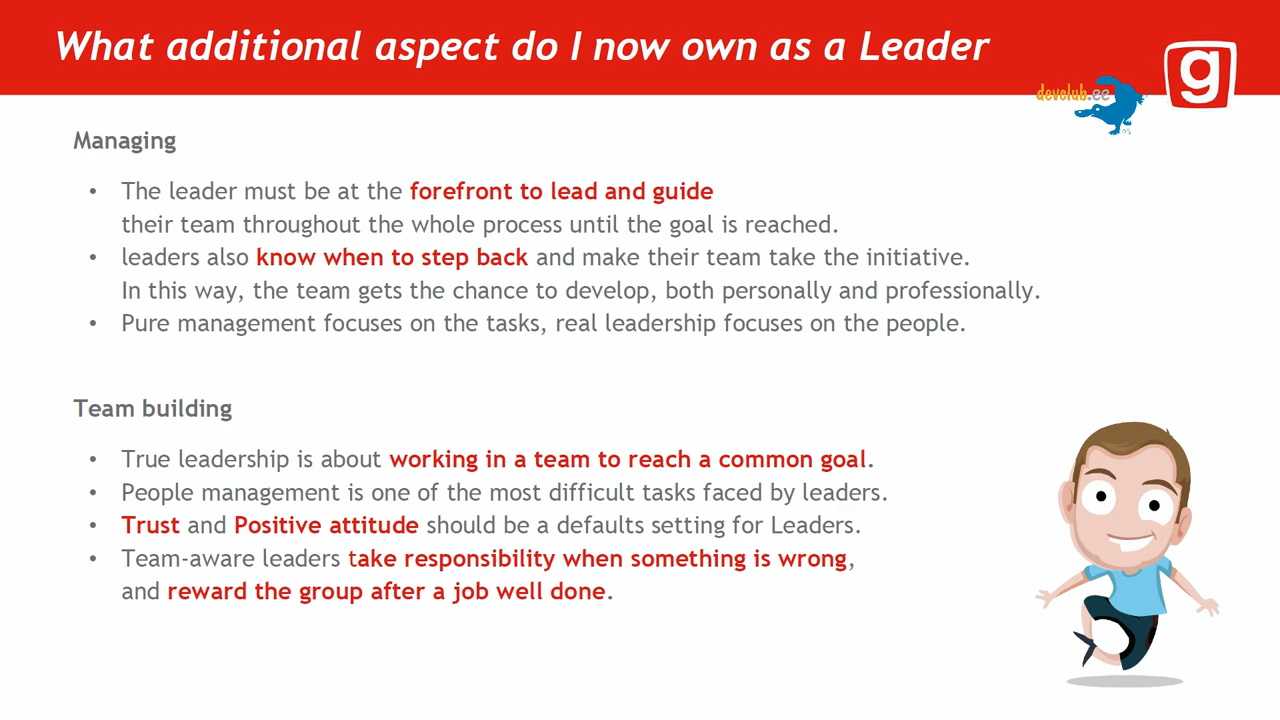 What additional aspect do I now own as a Leader
develub.ee
g
Managing
• The leader must be at the forefront to lead and guide
their team throughout the whole process until the goal is reached.
• leaders also know when to step back and make their team take the initiative.
In this way, the team gets the chance to develop, both personally and professionally.
• Pure management focuses on the tasks, real leadership focuses on the people.
Team building
• True leadership is about working in a team to reach a common goal.
• People management is one of the most difficult tasks faced by leaders.
• Trust and Positive attitude should be a defaults setting for Leaders.
• Team-aware leaders take responsibility when something is wrong,
and reward the group after a job well done.